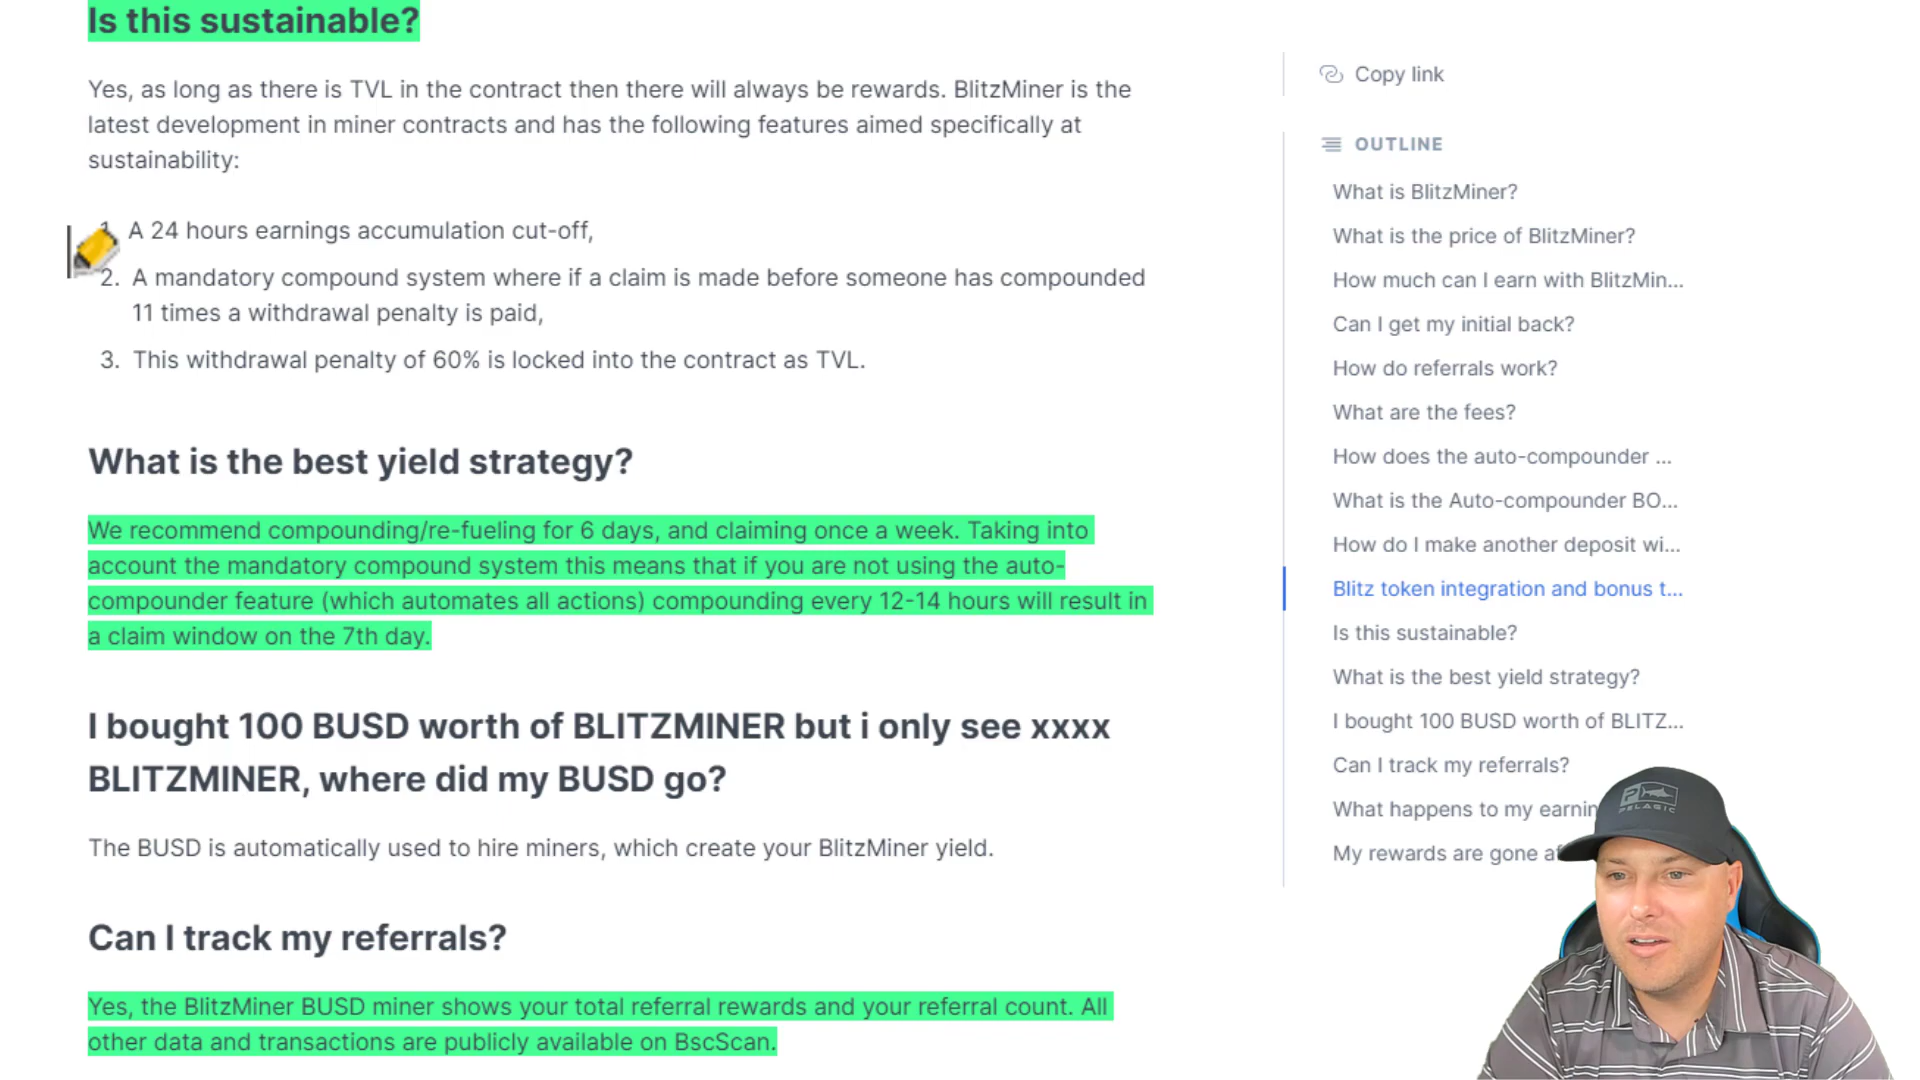 Is this sustainable?
Yes, as long as there is TVL in the contract then there will always be rewards. BlitzMiner is the
latest development in miner contracts and has the following features aimed specifically at
sustainability:
1. A 24 hours earnings accumulation cut-off,
2. A mandatory compound system where if a claim is made before someone has compounded
11 times a withdrawal penalty is paid,
3. This withdrawal penalty of 60% is locked into the contract as TVL.
What is the best yield strategy?
We recommend compounding/re-fueling for 6 days, and claiming once a week. Taking into
account the mandatory compound system this means that if you are not using the auto-
compounder feature (which automates all actions) compounding every 12-14 hours will result in
a claim window on the 7th day.
I bought 100 BUSD worth of BLITZMINER but i only see xxxx
BLITZMINER, where did my BUSD go?
The BUSD is automatically used to hire miners, which create your BlitzMiner yield.
Can I track my referrals?
Yes, the BlitzMiner BUSD miner shows your total referral rewards and your referral count. All
other data and transactions are publicly available on BscScan.
Copy link
OUTLINE
What is BlitzMiner?
What is the price of BlitzMiner?
How much can I earn with BlitzMin...
Can I get my initial back?
How do referrals work?
What are the fees?
How does the auto-compounder ...
What is the Auto-compounder BO...
How do I make another deposit wi...
Blitz token integration and bonus t...
Is this sustainable?
What is the best yield strategy?
I bought 100 BUSD worth of BLITZ...
Can I track my referrals?
What happens to my earnin
My rewards are gone af
PELAGIC